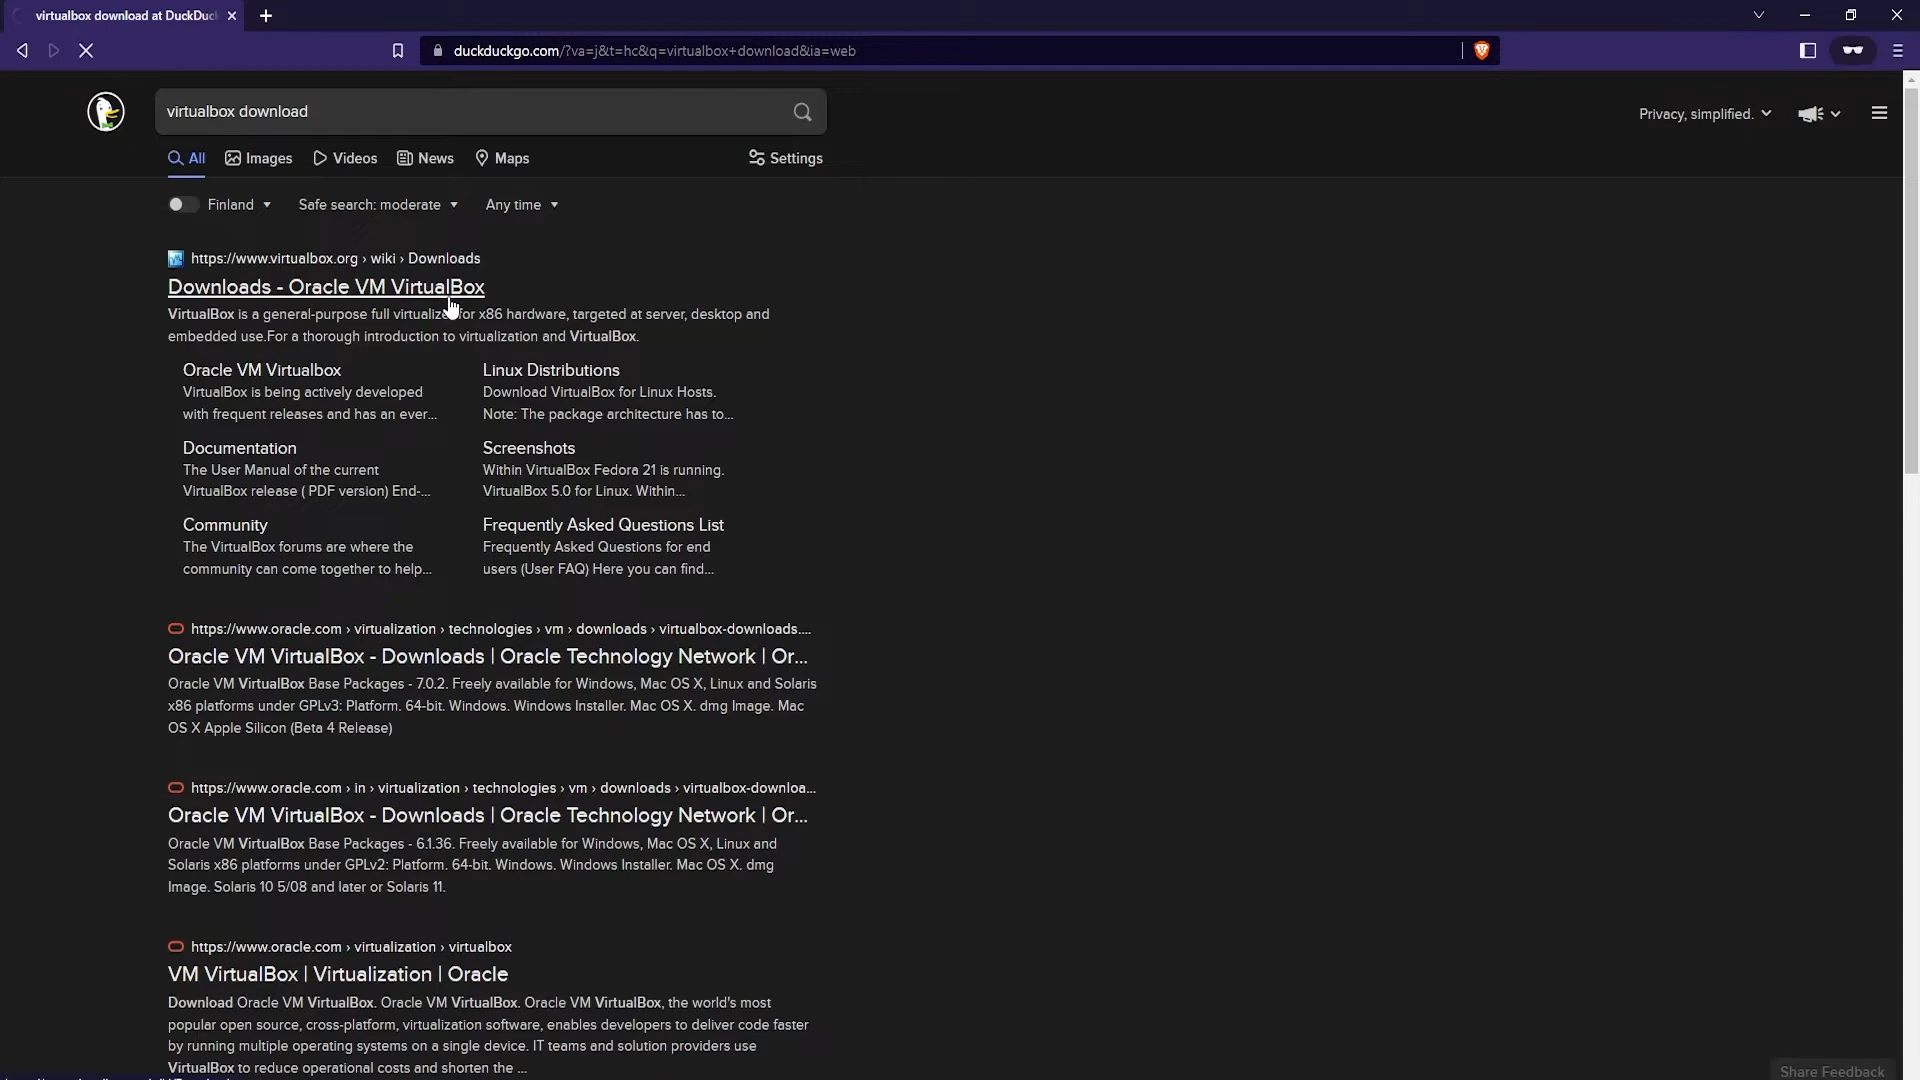 virtualbox download at DuckDuc
duckduckgo.com/?va=j&t=hc&q=virtualbox+download&ia=web
virtualbox download
Privacy, simplified.
All
Images
Videos
News
Maps
Settings
Finland
Safe search: moderate
Any time
https://www.virtualbox.org › wiki › Downloads
Downloads - Oracle VM VirtualBox
VirtualBox is a general-purpose full virtualize for x86 hardware, targeted at server, desktop and
embedded use.For a thorough introduction to virtualization and VirtualBox.
Oracle VM Virtualbox
VirtualBox is being actively developed
with frequent releases and has an ever...
Linux Distributions
Download VirtualBox for Linux Hosts.
Note: The package architecture has to...
Documentation
The User Manual of the current
VirtualBox release ( PDF version) End-...
Screenshots
Within VirtualBox Fedora 21 is running.
VirtualBox 5.0 for Linux. Within...
Community
The VirtualBox forums are where the
community can come together to help...
Frequently Asked Questions List
Frequently Asked Questions for end
users (User FAQ) Here you can find...
https://www.oracle.com › virtualization › technologies › vm › downloads › virtualbox-downloads....
Oracle VM VirtualBox - Downloads | Oracle Technology Network | Or...
Oracle VM VirtualBox Base Packages - 7.0.2. Freely available for Windows, Mac OS X, Linux and Solaris
x86 platforms under GPLv3: Platform. 64-bit. Windows. Windows Installer. Mac OS X. dmg Image. Mac
OS X Apple Silicon (Beta 4 Release)
https://www.oracle.com › in › virtualization › technologies › vm › downloads › virtualbox-downloa...
Oracle VM VirtualBox - Downloads | Oracle Technology Network | Or...
Oracle VM VirtualBox Base Packages - 6.1.36. Freely available for Windows, Mac OS X, Linux and
Solaris x86 platforms under GPLv2: Platform. 64-bit. Windows. Windows Installer. Mac OS X. dmg
Image. Solaris 10 5/08 and later or Solaris 11.
https://www.oracle.com › virtualization › virtualbox
VM VirtualBox | Virtualization | Oracle
Download Oracle VM VirtualBox. Oracle VM VirtualBox. Oracle VM VirtualBox, the world's most
popular open source, cross-platform, virtualization software, enables developers to deliver code faster
by running multiple operating systems on a single device. IT teams and solution providers use
VirtualBox to reduce operational costs and shorten the ...
Share Feedback